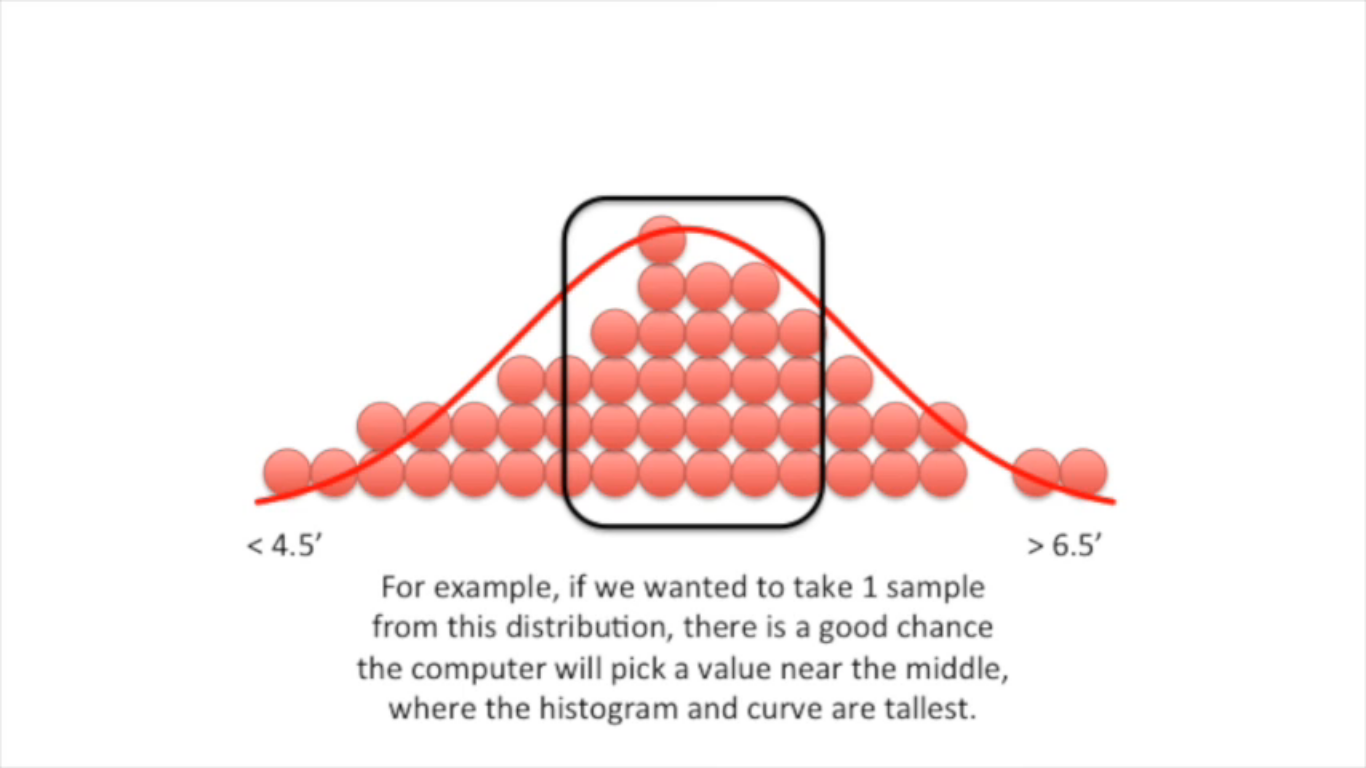 < 4.5′ > 6.5′
For example, if we wanted to take 1 sample
from this distribution, there is a good chance
the computer will pick a value near the middle,
where the histogram and curve are tallest.